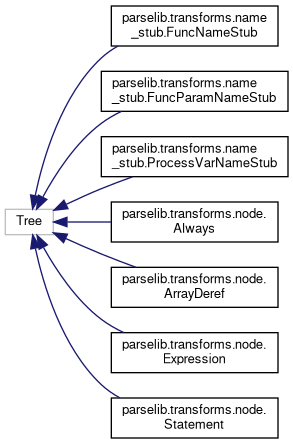 parselib.transforms.name
_stub.FuncNameStub
parselib.transforms.name
_stub.FuncParamNameStub
parselib.transforms.name
_stub.ProcessVarNameStub
Tree
parselib.transforms.node.
Always
parselib.transforms.node.
ArrayDeref
parselib.transforms.node.
Expression
parselib.transforms.node.
Statement